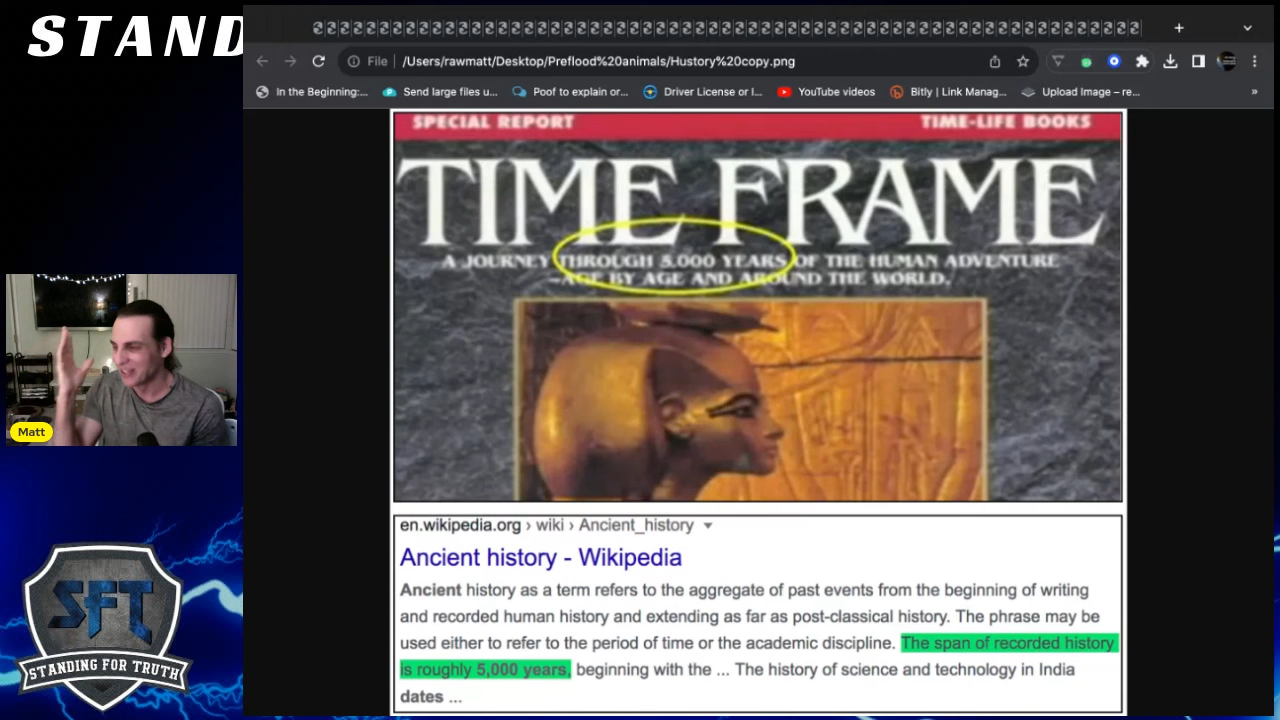 STAND
File /Users/rawmatt/Desktop/Preflood%20animals/Hustory%20copy.png
In the Beginning:... Send large files u... Poof to explain or... Driver License or I... YouTube videos Bitly | Link Manag... Upload Image – re... »
SPECIAL REPORT TIME-LIFE BOOKS
TIME FRAME
A JOURNEY THROUGH 5,000 YEARS OF THE HUMAN ADVENTURE
–AGE BY AGE AND AROUND THE WORLD.
Matt
en.wikipedia.org › wiki › Ancient_history
Ancient history - Wikipedia
Ancient history as a term refers to the aggregate of past events from the beginning of writing
and recorded human history and extending as far as post-classical history. The phrase may be
used either to refer to the period of time or the academic discipline. The span of recorded history
is roughly 5,000 years, beginning with the ... The history of science and technology in India
dates ...
SFT
STANDING FOR TRUTH